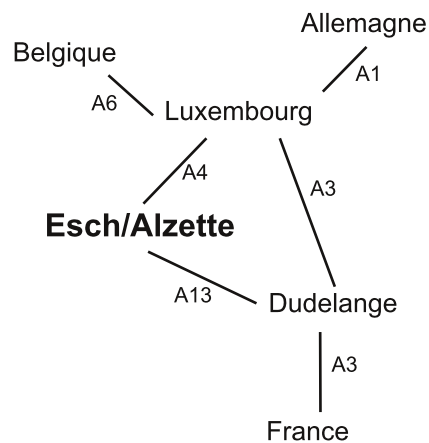 Allemagne
Belgique
A1
A6
Luxembourg
A4
A3
Esch/Alzette
A13
Dudelange
A3
France